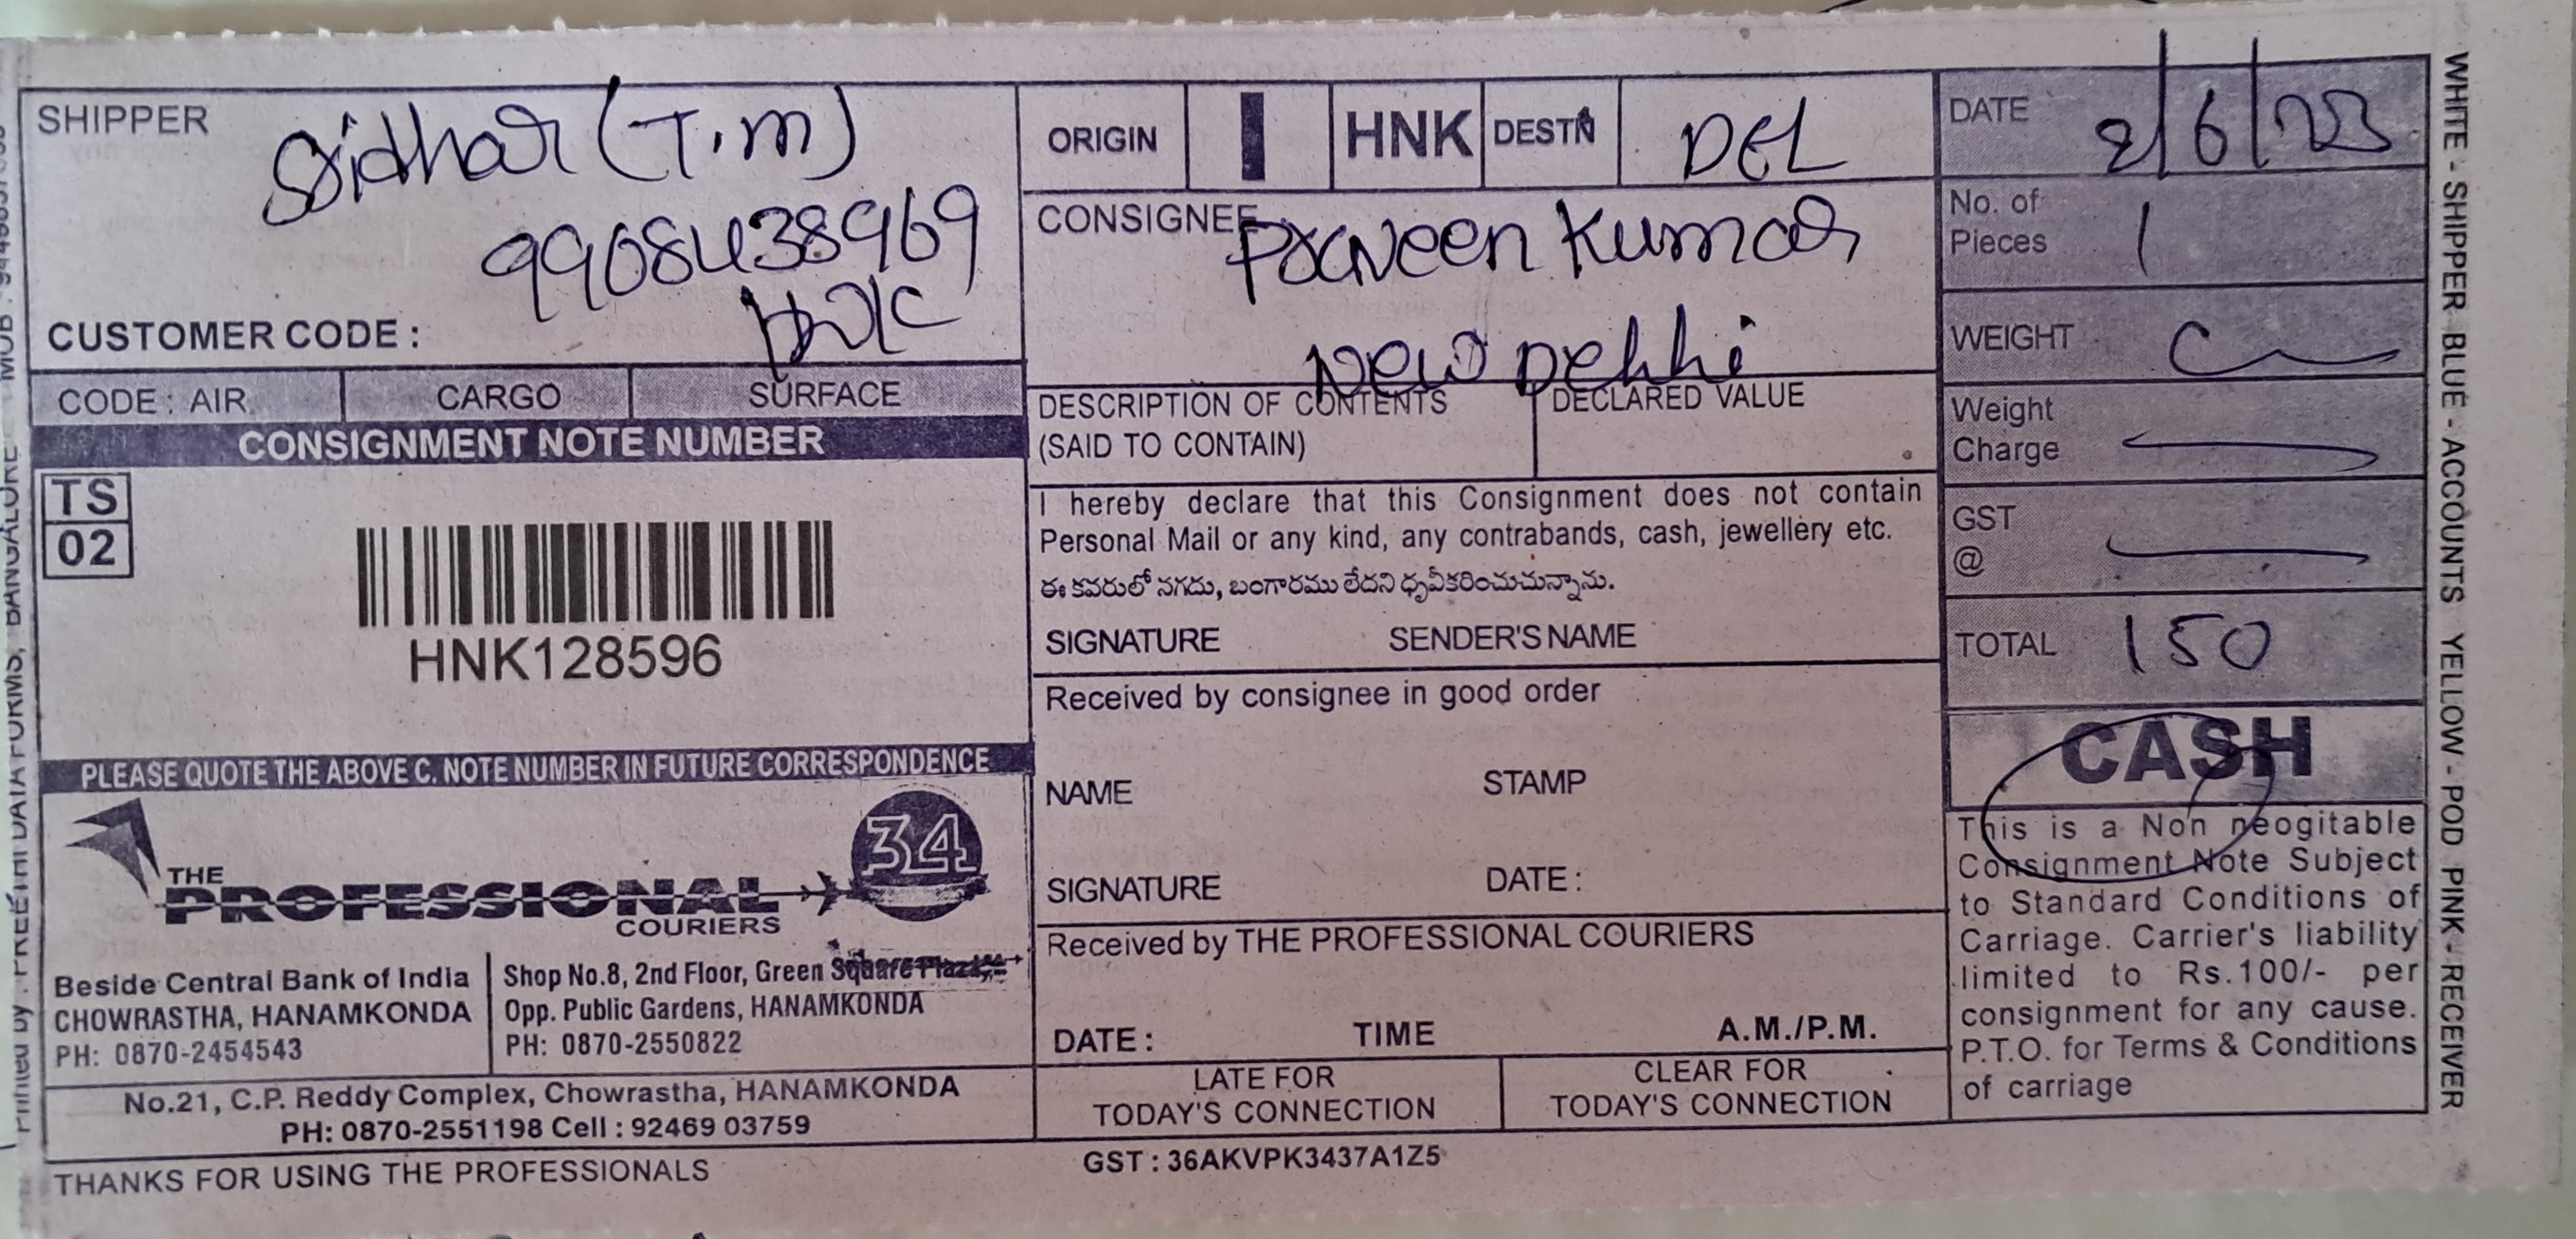 SHIPPER
Sridhar (T.M)
9908438969
HNK
CUSTOMER CODE :
CODE : AIR
CARGO
SURFACE
CONSIGNMENT NOTE NUMBER
TS
02
HNK128596
PLEASE QUOTE THE ABOVE C. NOTE NUMBER IN FUTURE CORRESPONDENCE
THE
PROFESSIONAL
COURIERS
34
Beside Central Bank of India
CHOWRASTHA, HANAMKONDA
PH: 0870-2454543
Shop No.8, 2nd Floor, Green Square Plaza,
Opp. Public Gardens, HANAMKONDA
PH: 0870-2550822
No.21, C.P. Reddy Complex, Chowrastha, HANAMKONDA
PH: 0870-2551198 Cell : 92469 03759
THANKS FOR USING THE PROFESSIONALS
ORIGIN
I
HNK
DESTN
DEL
CONSIGNEE
Praveen Kumar
New Delhi
DESCRIPTION OF CONTENTS
(SAID TO CONTAIN)
DECLARED VALUE
I hereby declare that this Consignment does not contain
Personal Mail or any kind, any contrabands, cash, jewellery etc.
ఈ కవరులో నగదు, బంగారము లేదని ధృవీకరించుచున్నాను.
SIGNATURE SENDER'S NAME
Received by consignee in good order
NAME STAMP
SIGNATURE DATE :
Received by THE PROFESSIONAL COURIERS
DATE : TIME A.M./P.M.
LATE FOR
TODAY'S CONNECTION
CLEAR FOR
TODAY'S CONNECTION
GST : 36AKVPK3437A1Z5
DATE
2/6/23
No. of
Pieces
1
WEIGHT
Weight
Charge
GST
@
TOTAL 150
CASH
This is a Non neogitable
Consignment Note Subject
to Standard Conditions of
Carriage. Carrier's liability
limited to Rs.100/- per
consignment for any cause.
P.T.O. for Terms & Conditions
of carriage
WHITE - SHIPPER BLUE - ACCOUNTS YELLOW - POD PINK - RECEIVER
Printed by : PREETHI DATA FORMS, BANGALORE